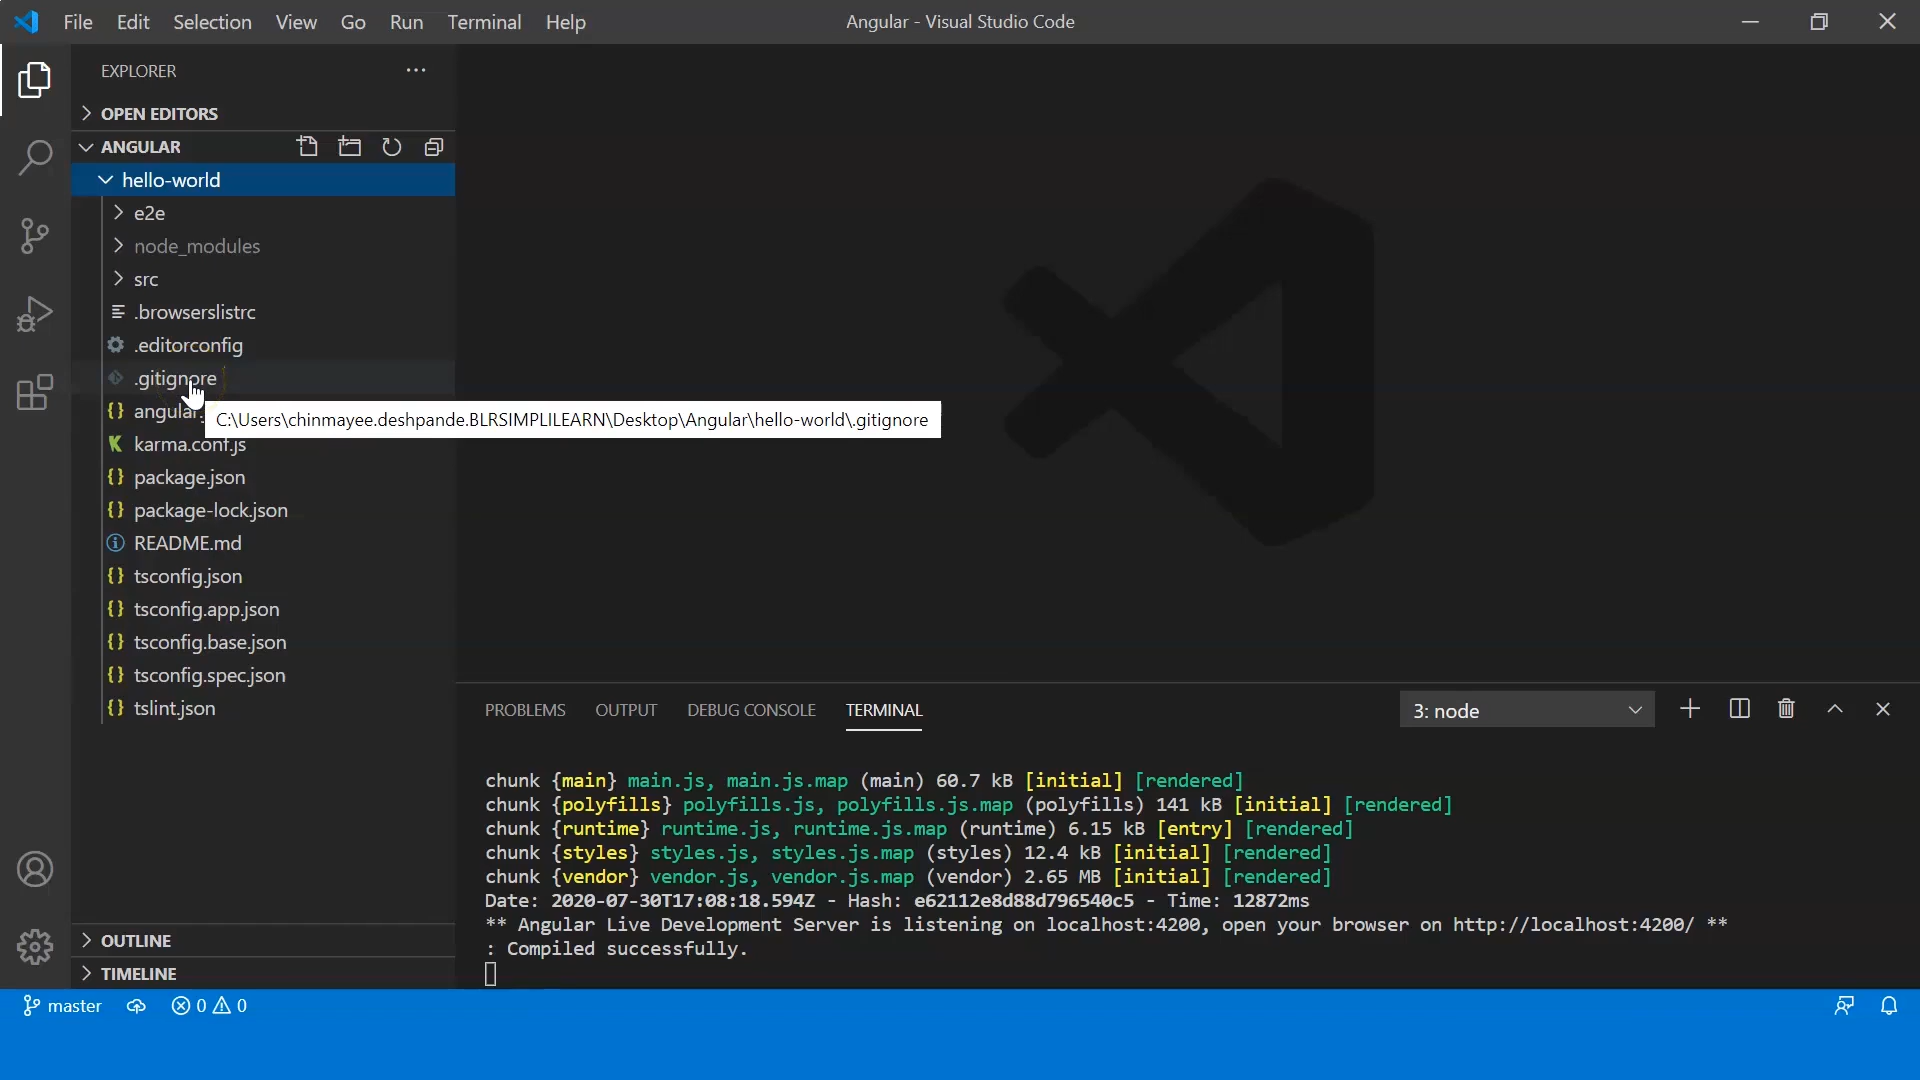 File Edit Selection View Go Run Terminal Help
Angular - Visual Studio Code
EXPLORER
OPEN EDITORS
ANGULAR
hello-world
e2e
node_modules
src
.browserslistrc
.editorconfig
.gitignore
angular.
C:\Users\chinmayee.deshpande.BLRSIMPLILEARN\Desktop\Angular\hello-world\.gitignore
karma.conf.js
package.json
package-lock.json
README.md
tsconfig.json
tsconfig.app.json
tsconfig.base.json
tsconfig.spec.json
tslint.json
OUTLINE
TIMELINE
PROBLEMS OUTPUT DEBUG CONSOLE TERMINAL
3: node
chunk {main} main.js, main.js.map (main) 60.7 kB [initial] [rendered]
chunk {polyfills} polyfills.js, polyfills.js.map (polyfills) 141 kB [initial] [rendered]
chunk {runtime} runtime.js, runtime.js.map (runtime) 6.15 kB [entry] [rendered]
chunk {styles} styles.js, styles.js.map (styles) 12.4 kB [initial] [rendered]
chunk {vendor} vendor.js, vendor.js.map (vendor) 2.65 MB [initial] [rendered]
Date: 2020-07-30T17:08:18.594Z - Hash: e62112e8d88d796540c5 - Time: 12872ms
** Angular Live Development Server is listening on localhost:4200, open your browser on http://localhost:4200/ **
: Compiled successfully.
master 0 0